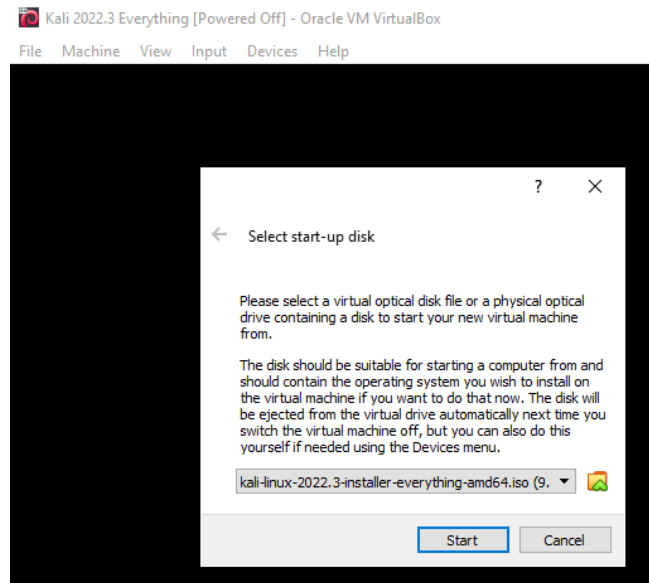 Kali 2022.3 Everything [Powered Off] - Oracle VM VirtualBox
File Machine View Input Devices Help
?
Select start-up disk
Please select a virtual optical disk file or a physical optical
drive containing a disk to start your new virtual machine
from.
The disk should be suitable for starting a computer from and
should contain the operating system you wish to install on
the virtual machine if you want to do that now. The disk will
be ejected from the virtual drive automatically next time you
switch the virtual machine off, but you can also do this
yourself if needed using the Devices menu.
kali-linux-2022.3-installer-everything-amd64.iso (9.
Start Cancel